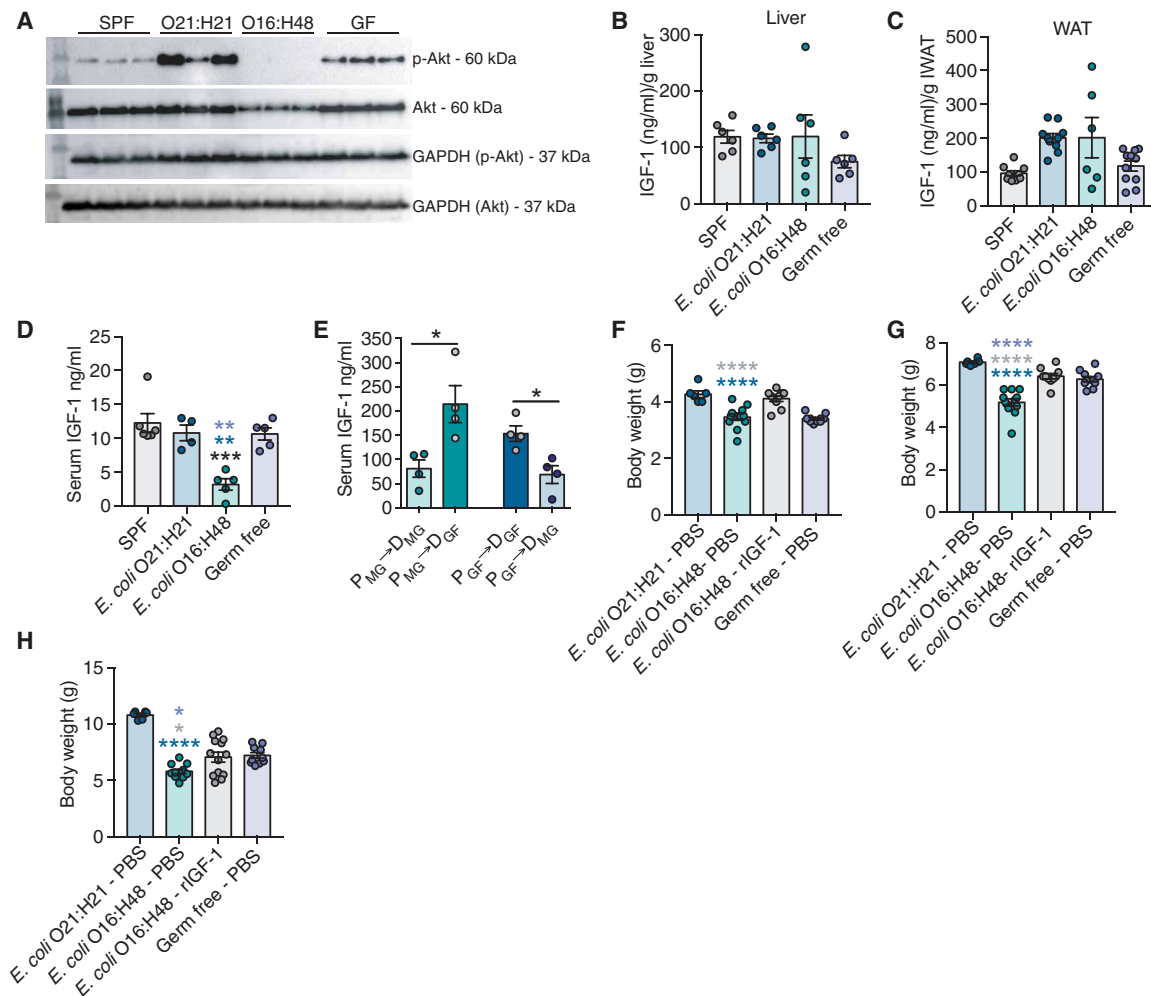 A
SPF O21:H21 O16:H48 GF
p-Akt - 60 kDa
Akt - 60 kDa
GAPDH (p-Akt) - 37 kDa
GAPDH (Akt) - 37 kDa
B
Liver
IGF-1 (ng/ml)/g liver
300
200
100
0
SPF
E. coli O21:H21
E. coli O16:H48
Germ free
C
WAT
IGF-1 (ng/ml)/g IWAT
500
400
300
200
100
0
SPF
E. coli O21:H21
E.coli O16:H48
Germ free
D
Serum IGF-1 ng/ml
25
20
15
10
5
0
**
**
***
SPF
E. coli O21:H21
E. coli O16:H48
Germ free
E
Serum IGF-1 ng/ml
350
300
250
200
150
100
50
0
*
*
PMG→DMG
PMG→DGF
PGF→DGF
PGF→DMG
F
Body weight (g)
6
4
2
0
****
****
E. coli O21:H21 - PBS
E. coli O16:H48- PBS
E. coli O16:H48- rIGF-1
Germ free - PBS
G
Body weight (g)
8
6
4
2
0
****
****
****
E. coli O21:H21 - PBS
E. coli O16:H48- PBS
E. coli O16:H48- rIGF-1
Germ free - PBS
H
Body weight (g)
15
10
5
0
*
*
****
E. coli O21:H21 - PBS
E. coli O16:H48 - PBS
E. coli O16:H48 - rIGF-1
Germ free - PBS